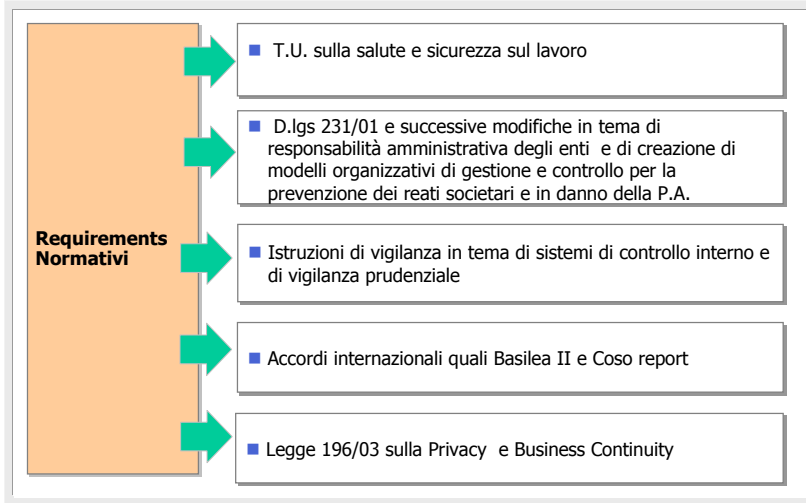 Requirements
Normativi
T.U. sulla salute e sicurezza sul lavoro
D.lgs 231/01 e successive modifiche in tema di
responsabilità amministrativa degli enti e di creazione di
modelli organizzativi di gestione e controllo per la
prevenzione dei reati societari e in danno della P.A.
Istruzioni di vigilanza in tema di sistemi di controllo interno e
di vigilanza prudenziale
Accordi internazionali quali Basilea II e Coso report
Legge 196/03 sulla Privacy e Business Continuity